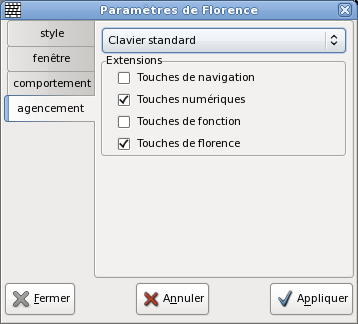 Paramètres de Florence
style
fenêtre
comportement
agencement
Clavier standard
Extensions
Touches de navigation
Touches numériques
Touches de fonction
Touches de florence
Fermer
Annuler
Appliquer